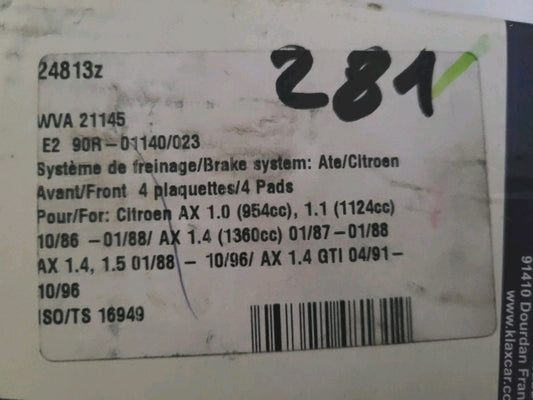 281
24813z
WVA 21145
E2 90R-01140/023
Système de freinage/Brake system: Ate/Citroen
Avant/Front 4 plaquettes/4 Pads
Pour/For: Citroen AX 1.0 (954cc), 1.1 (1124cc)
10/86 -01/88/ AX 1.4 (1360cc) 01/87-01/88
AX 1.4, 1.5 01/88 - 10/96/ AX 1.4 GTI 04/91-
10/96
ISO/TS 16949
91410 Dourdan Fran
www.klaxcar.c